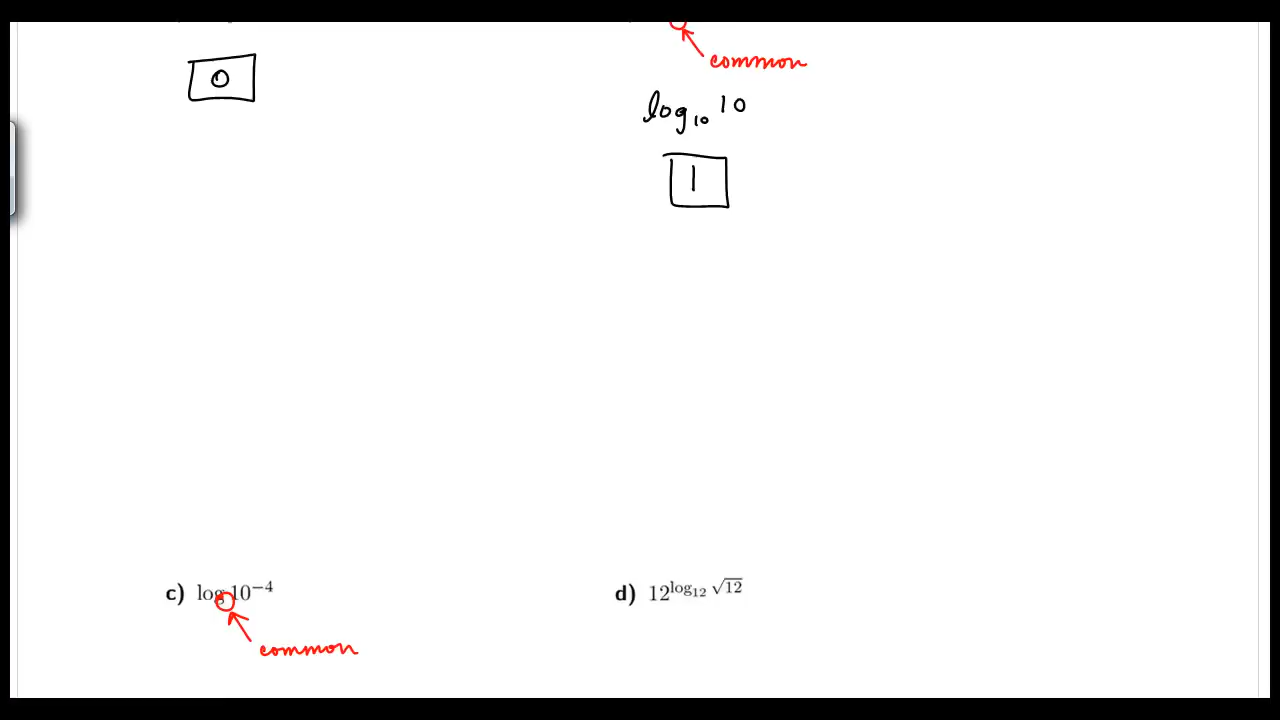 common
0
log₁₀ 10
1
c) log 10⁻⁴
d) 12^{log₁₂ √12}
common